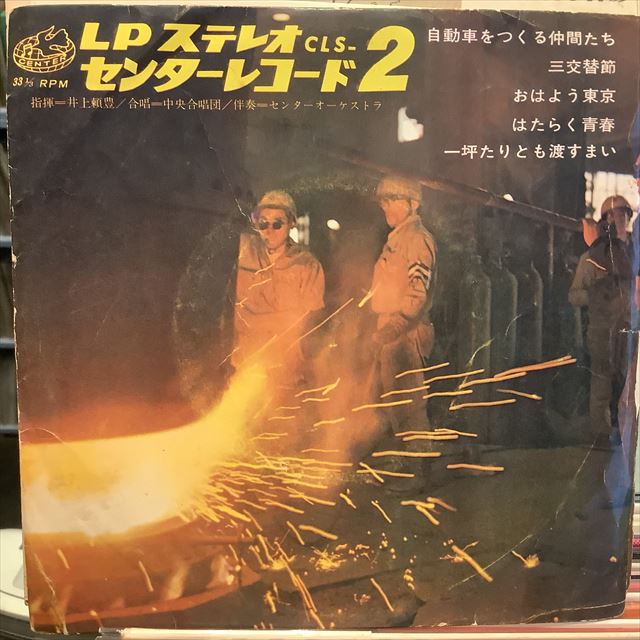 CENTER
33⅓ RPM
LPステレオ CLS-2
センターレコード
指揮=井上頼豊/合唱=中央合唱団/伴奏=センターオーケストラ
自動車をつくる仲間たち
三交替節
おはよう東京
はたらく青春
一坪たりとも渡すまい